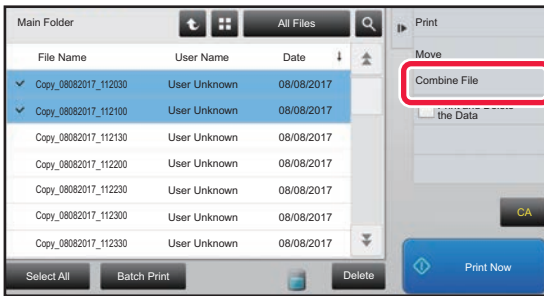 Main Folder
All Files
File Name User Name Date
Copy_08082017_112030 User Unknown 08/08/2017
Copy_08082017_112100 User Unknown 08/08/2017
Copy_08082017_112130 User Unknown 08/08/2017
Copy_08082017_112200 User Unknown 08/08/2017
Copy_08082017_112230 User Unknown 08/08/2017
Copy_08082017_112300 User Unknown 08/08/2017
Copy_08082017_112330 User Unknown 08/08/2017
Select All Batch Print Delete
Print
Move
Combine File
Print and Delete
the Data
CA
Print Now